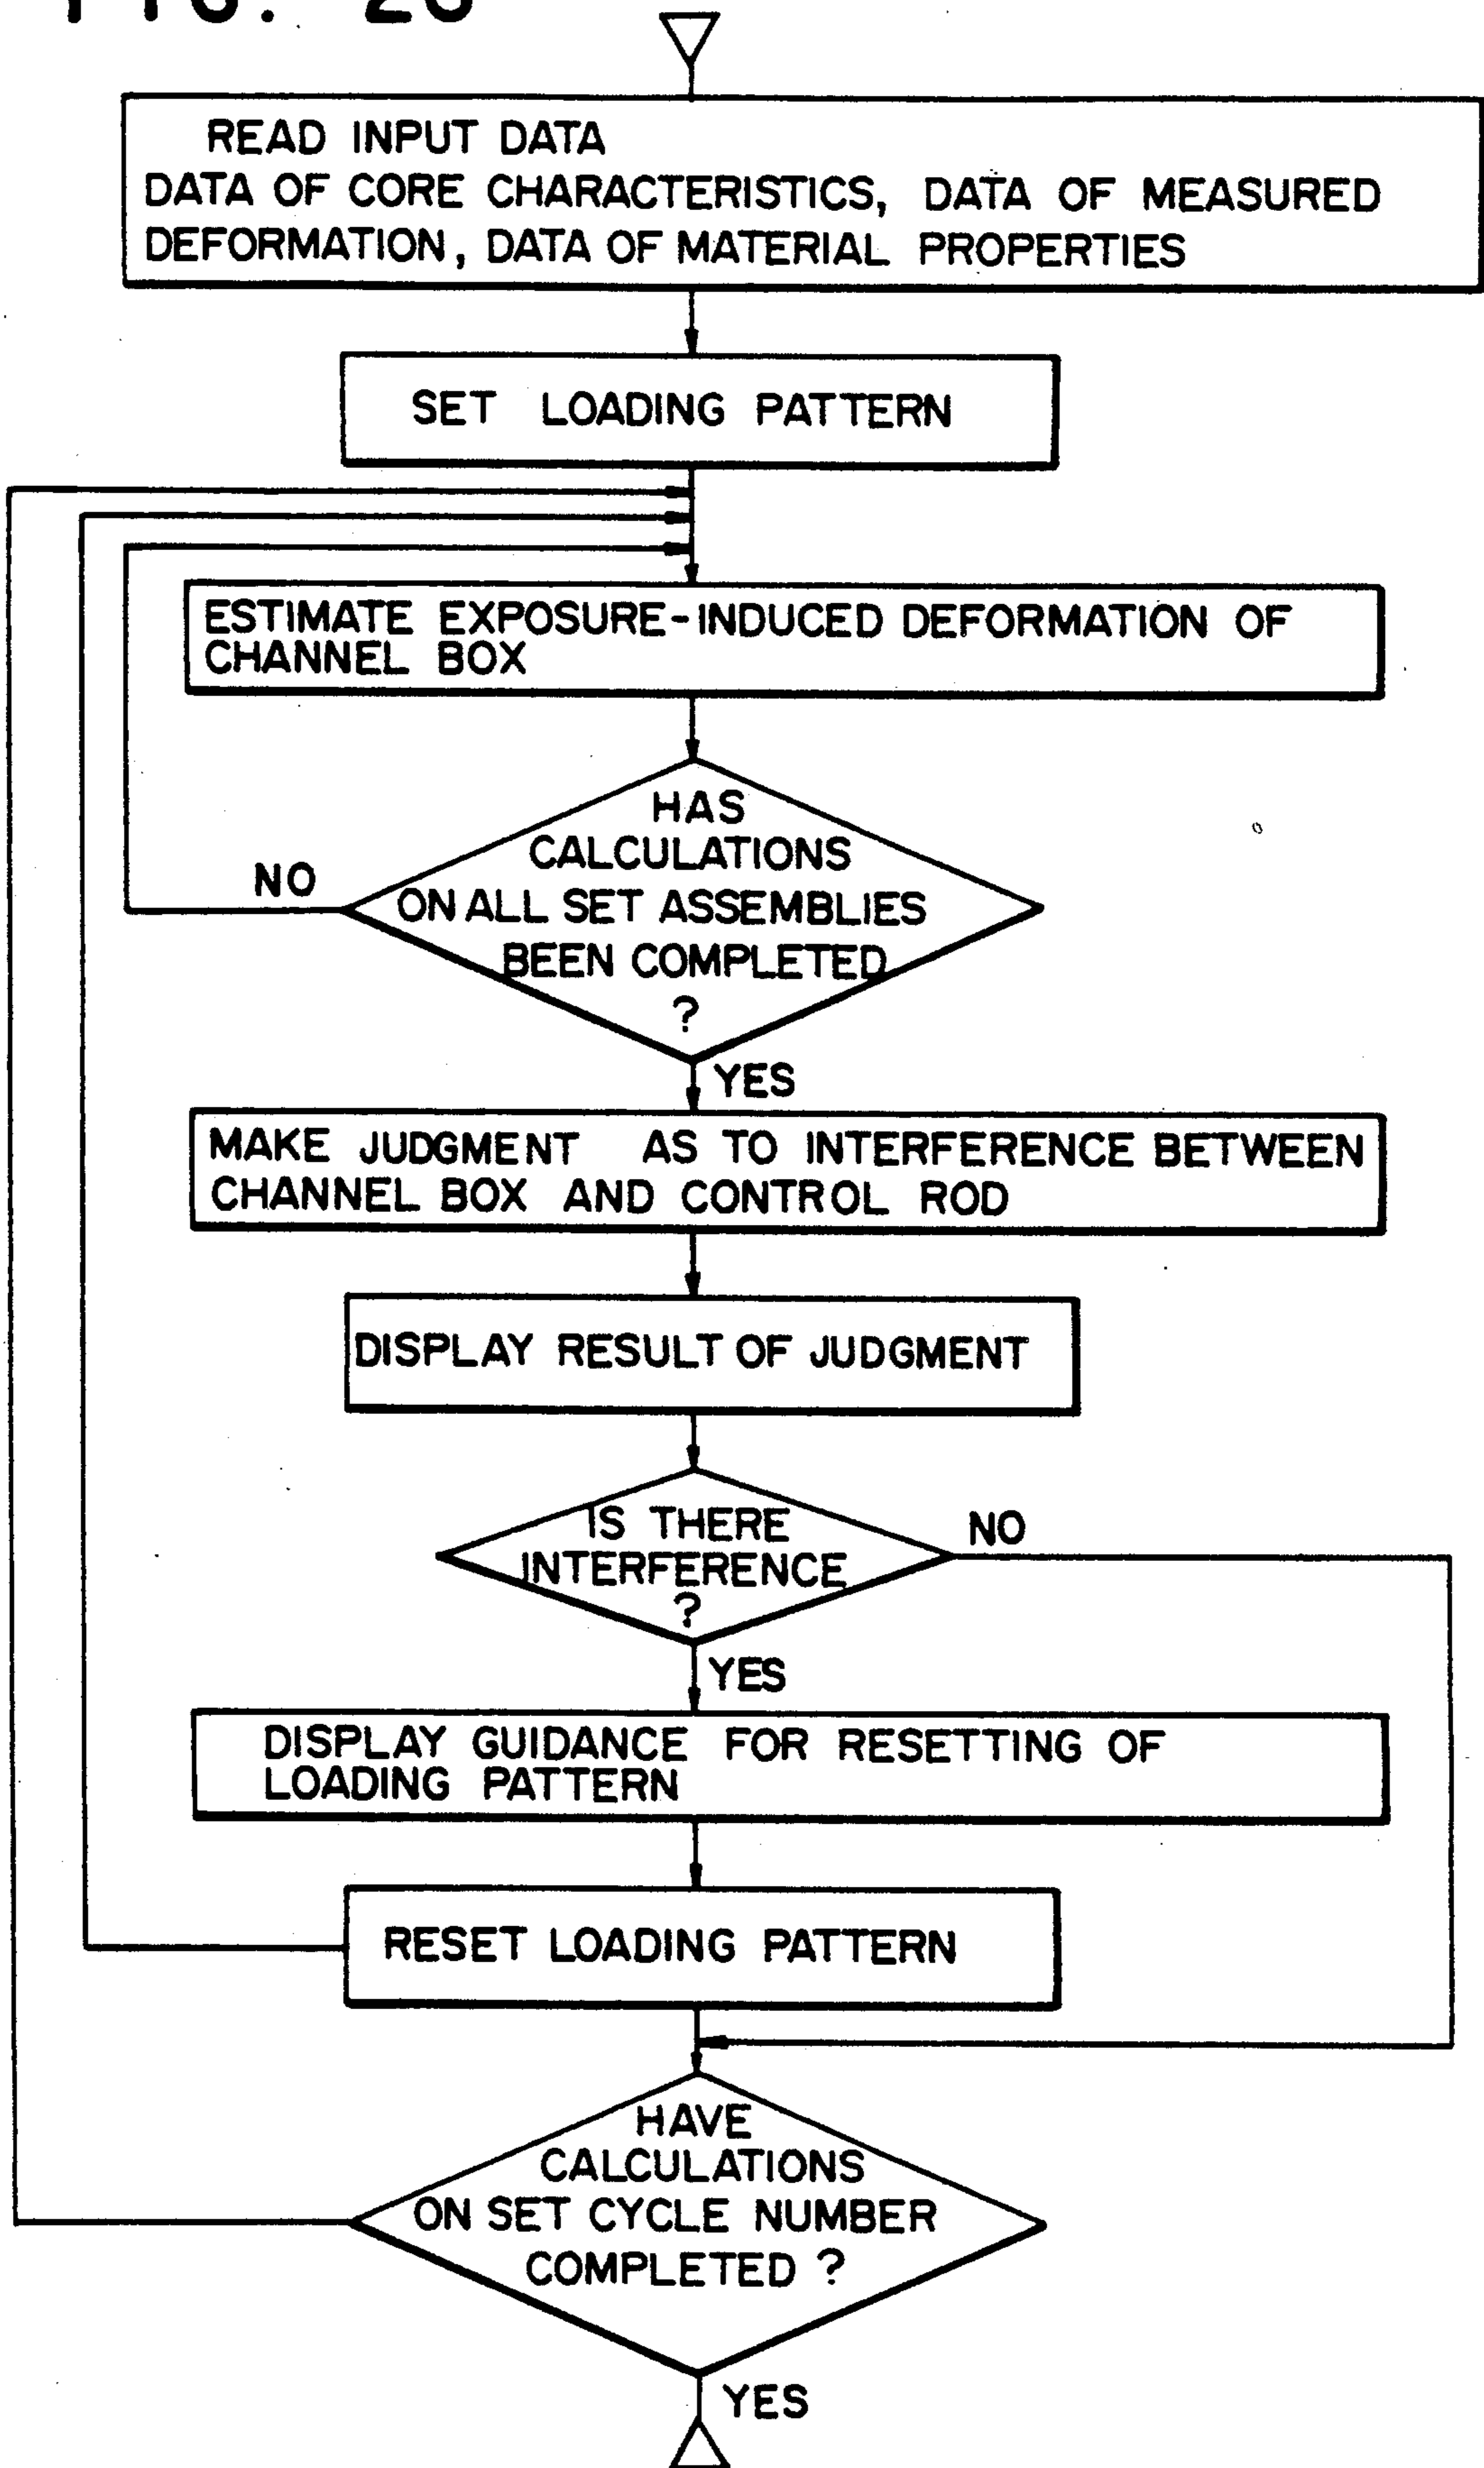 READ INPUT DATA
DATA OF CORE CHARACTERISTICS, DATA OF MEASURED
DEFORMATION, DATA OF MATERIAL PROPERTIES
SET LOADING PATTERN
ESTIMATE EXPOSURE-INDUCED DEFORMATION OF
CHANNEL BOX
HAS
CALCULATIONS
ON ALL SET ASSEMBLIES
BEEN COMPLETED
?
NO
YES
MAKE JUDGMENT AS TO INTERFERENCE BETWEEN
CHANNEL BOX AND CONTROL ROD
DISPLAY RESULT OF JUDGMENT
IS THERE
INTERFERENCE
?
NO
YES
DISPLAY GUIDANCE FOR RESETTING OF
LOADING PATTERN
RESET LOADING PATTERN
HAVE
CALCULATIONS
ON SET CYCLE NUMBER
COMPLETED ?
YES